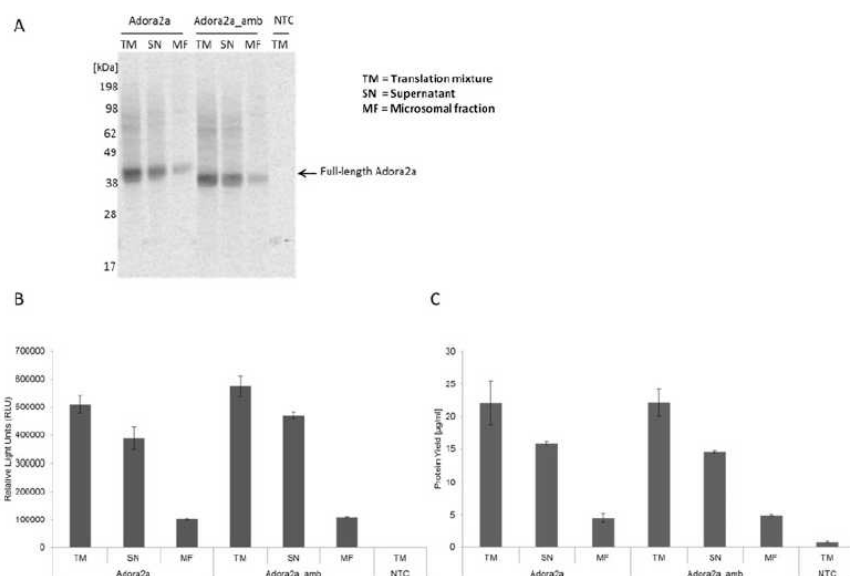 A
Adora2a Adora2a_amb NTC
TM SN MF TM SN MF TM
[kDa]
198
98
62
49
38
28
17
TM = Translation mixture
SN = Supernatant
MF = Microsomal fraction
Full-length Adora2a
B
Relative Light Units (RLU)
700000
600000
500000
400000
300000
200000
100000
0
TM SN MF TM SN MF TM
Adora2a Adora2a_amb NTC
C
Protein Yield [µg/ml]
30
25
20
15
10
5
0
TM SN MF TM SN MF TM
Adora2a Adora2a_amb NTC